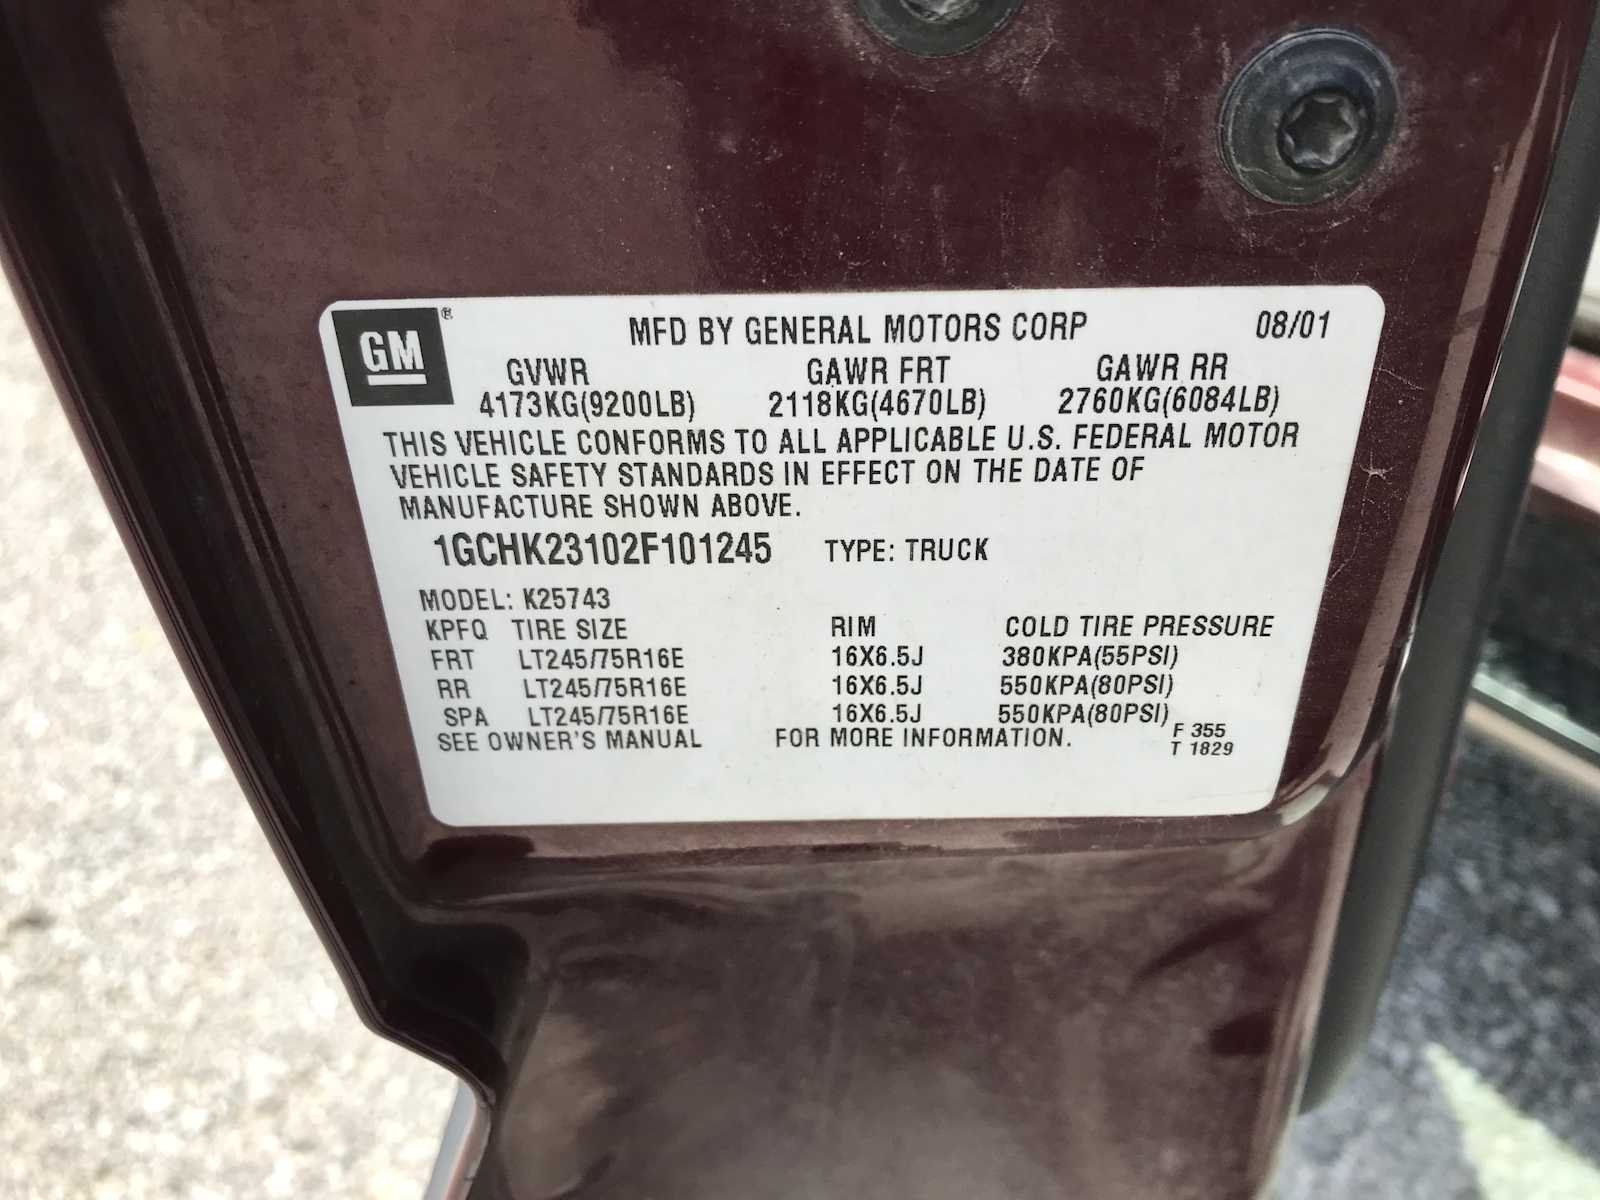 GM®
MFD BY GENERAL MOTORS CORP 08/01
GVWR GAWR FRT GAWR RR
4173KG(9200LB) 2118KG(4670LB) 2760KG(6084LB)
THIS VEHICLE CONFORMS TO ALL APPLICABLE U.S. FEDERAL MOTOR
VEHICLE SAFETY STANDARDS IN EFFECT ON THE DATE OF
MANUFACTURE SHOWN ABOVE.
1GCHK23102F101245 TYPE: TRUCK
MODEL: K25743
KPFQ TIRE SIZE RIM COLD TIRE PRESSURE
FRT LT245/75R16E 16X6.5J 380KPA(55PSI)
RR LT245/75R16E 16X6.5J 550KPA(80PSI)
SPA LT245/75R16E 16X6.5J 550KPA(80PSI)
SEE OWNER'S MANUAL FOR MORE INFORMATION.
F 355
T 1829